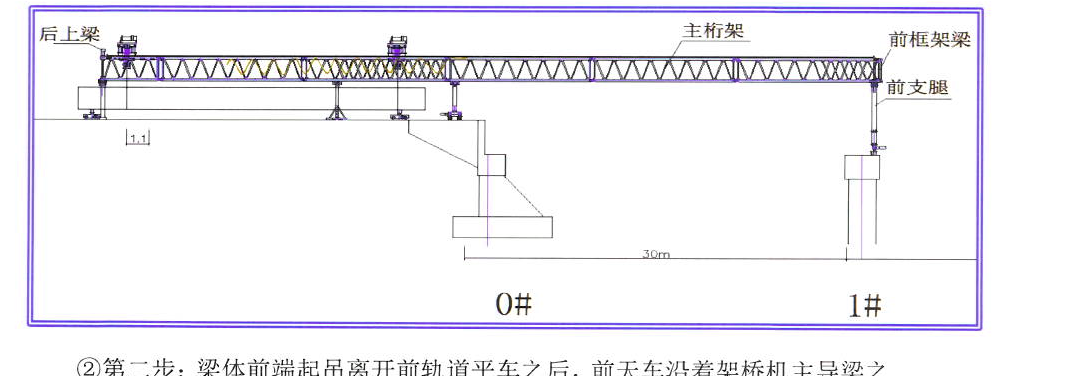 后上梁
主桁架
前框架梁
前支腿
1.1
30m
0#
1#
②第二步：梁体前端起吊离开前轨道平车之后，前天车沿着架桥机主导梁之